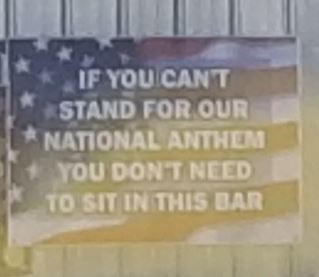 IF YOU CAN'T
STAND FOR OUR
NATIONAL ANTHEM
YOU DON'T NEED
TO SIT IN THIS BAR